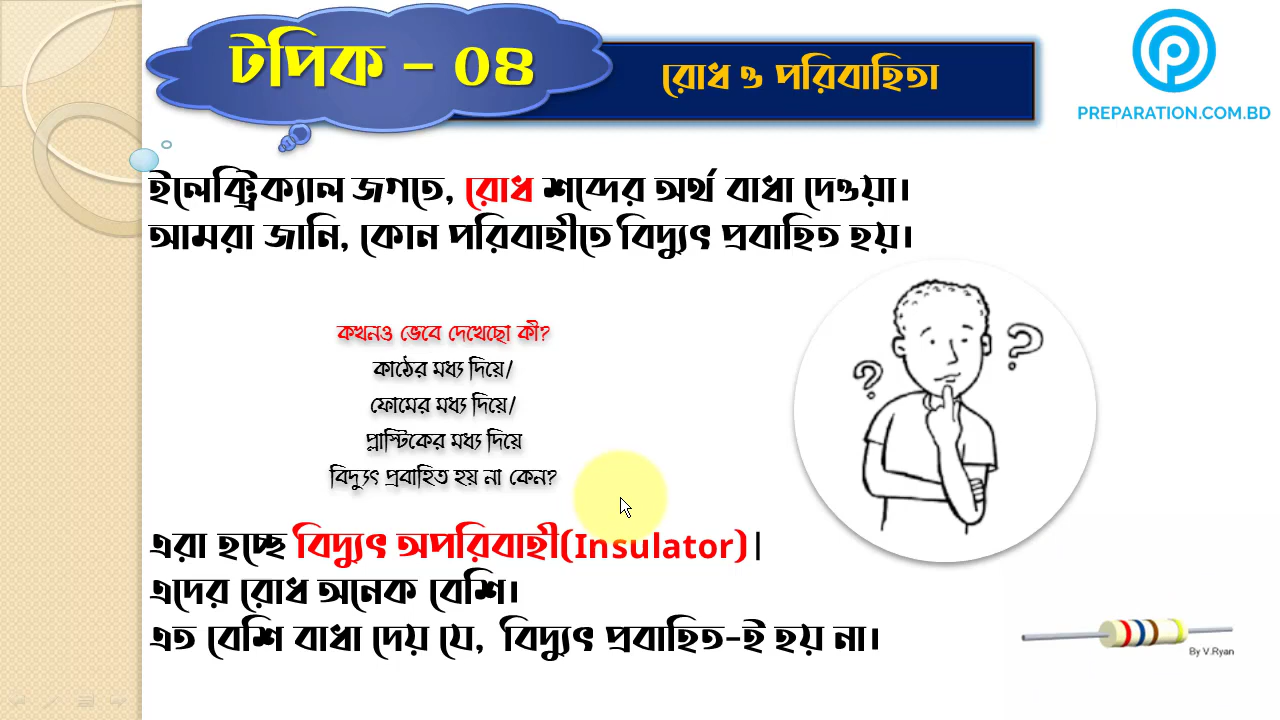 টপিক - 08
রোধ ও পরিবাহিতা
PREPARATION.COM.BD
ইলেক্ট্রিক্যাল জগতে, রোধ শব্দের অর্থ বাধা দেওয়া।
আমরা জানি, কোন পরিবাহীতে বিদ্যুৎ প্রবাহিত হয়।
কখনও ভেবে দেখেছো কী?
কাঠের মধ্য দিয়ে/
ফোমের মধ্য দিয়ে/
প্লাস্টিকের মধ্য দিয়ে
বিদ্যুৎ প্রবাহিত হয় না কেন?
এরা হচ্ছে বিদ্যুৎ অপরিবাহী(Insulator)|
এদের রোধ অনেক বেশি।
এত বেশি বাধা দেয় যে, বিদ্যুৎ প্রবাহিত-ই হয় না।
By V.Ryan